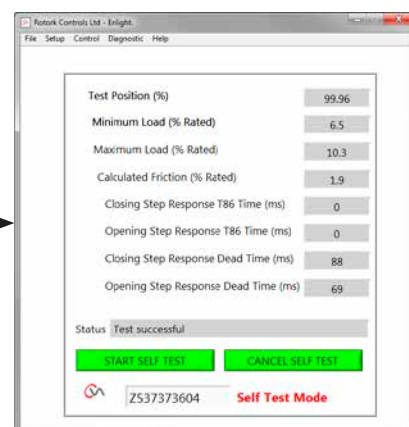 Rotork Controls Ltd - Enlight.
File Setup Control Diagnostic Help
Test Position (%) 99.96
Minimum Load (% Rated) 6.5
Maximum Load (% Rated) 10.3
Calculated Friction (% Rated) 1.9
Closing Step Response T86 Time (ms) 0
Opening Step Response T86 Time (ms) 0
Closing Step Response Dead Time (ms) 88
Opening Step Response Dead Time (ms) 69
Status Test successful
START SELF TEST CANCEL SELF TEST
Z537373604 Self Test Mode